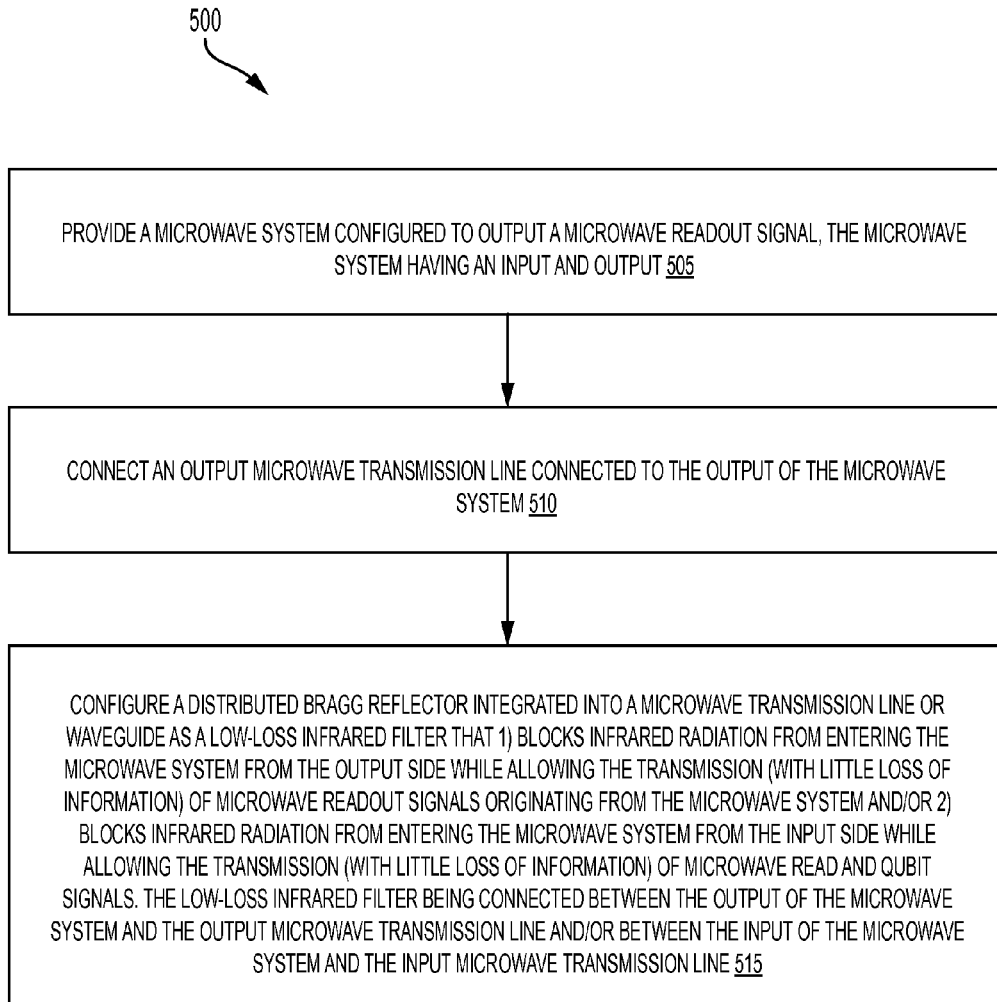 500
PROVIDE A MICROWAVE SYSTEM CONFIGURED TO OUTPUT A MICROWAVE READOUT SIGNAL, THE MICROWAVE
SYSTEM HAVING AN INPUT AND OUTPUT 505
CONNECT AN OUTPUT MICROWAVE TRANSMISSION LINE CONNECTED TO THE OUTPUT OF THE MICROWAVE
SYSTEM 510
CONFIGURE A DISTRIBUTED BRAGG REFLECTOR INTEGRATED INTO A MICROWAVE TRANSMISSION LINE OR
WAVEGUIDE AS A LOW-LOSS INFRARED FILTER THAT 1) BLOCKS INFRARED RADIATION FROM ENTERING THE
MICROWAVE SYSTEM FROM THE OUTPUT SIDE WHILE ALLOWING THE TRANSMISSION (WITH LITTLE LOSS OF
INFORMATION) OF MICROWAVE READOUT SIGNALS ORIGINATING FROM THE MICROWAVE SYSTEM AND/OR 2)
BLOCKS INFRARED RADIATION FROM ENTERING THE MICROWAVE SYSTEM FROM THE INPUT SIDE WHILE
ALLOWING THE TRANSMISSION (WITH LITTLE LOSS OF INFORMATION) OF MICROWAVE READ AND QUBIT
SIGNALS. THE LOW-LOSS INFRARED FILTER BEING CONNECTED BETWEEN THE OUTPUT OF THE MICROWAVE
SYSTEM AND THE OUTPUT MICROWAVE TRANSMISSION LINE AND/OR BETWEEN THE INPUT OF THE MICROWAVE
SYSTEM AND THE INPUT MICROWAVE TRANSMISSION LINE 515